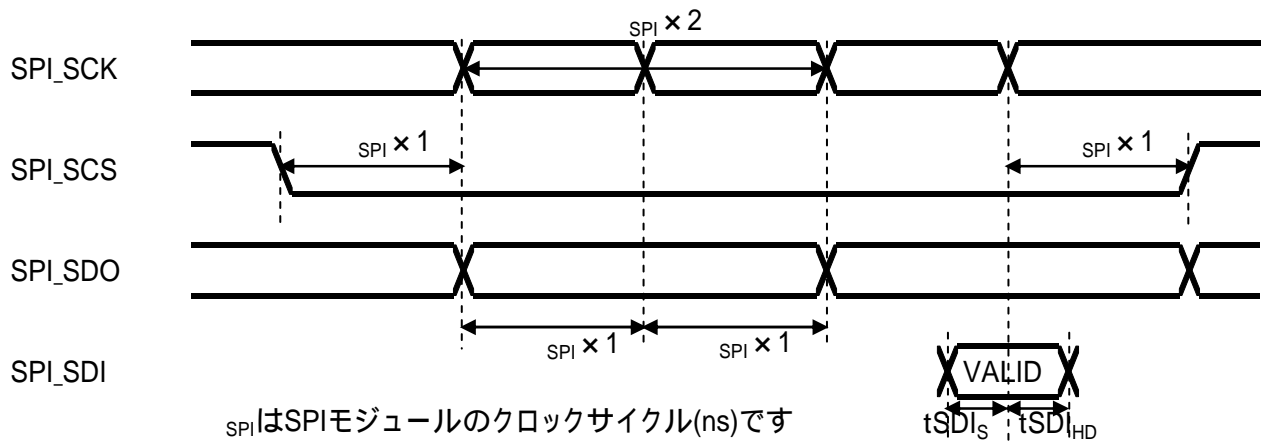 SPI × 2
SPI_SCK
SPI × 1
SPI × 1
SPI_SCS
SPI_SDO
SPI × 1
SPI × 1
SPI_SDI
VALID
SPIはSPIモジュールのクロックサイクル(ns)です
tSDIS
tSDIHD